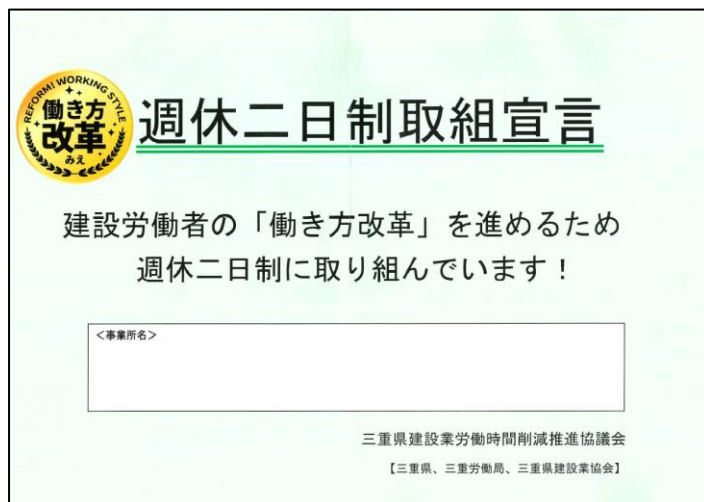 REFORM! WORKING STYLE
働き方
改革
みえ
週休二日制取組宣言
建設労働者の「働き方改革」を進めるため
週休二日制に取り組んでいます！
＜事業所名＞
三重県建設業労働時間削減推進協議会
【三重県、三重労働局、三重県建設業協会】